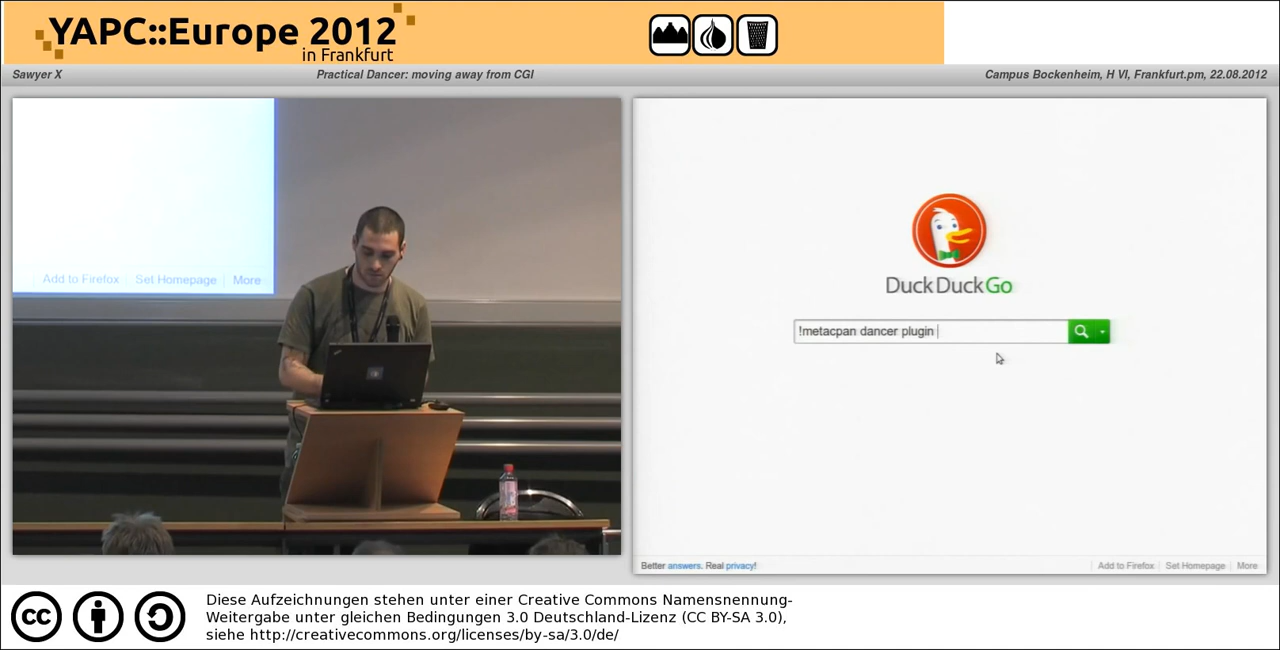 YAPC::Europe 2012
in Frankfurt
Sawyer X
Practical Dancer: moving away from CGI
Campus Bockenheim, H VI, Frankfurt.pm, 22.08.2012
Add to Firefox Set Homepage More
DuckDuckGo
!metacpan dancer plugin
Better answers. Real privacy!
Add to Firefox Set Homepage More
cc
Diese Aufzeichnungen stehen unter einer Creative Commons Namensnennung-
Weitergabe unter gleichen Bedingungen 3.0 Deutschland-Lizenz (CC BY-SA 3.0),
siehe http://creativecommons.org/licenses/by-sa/3.0/de/